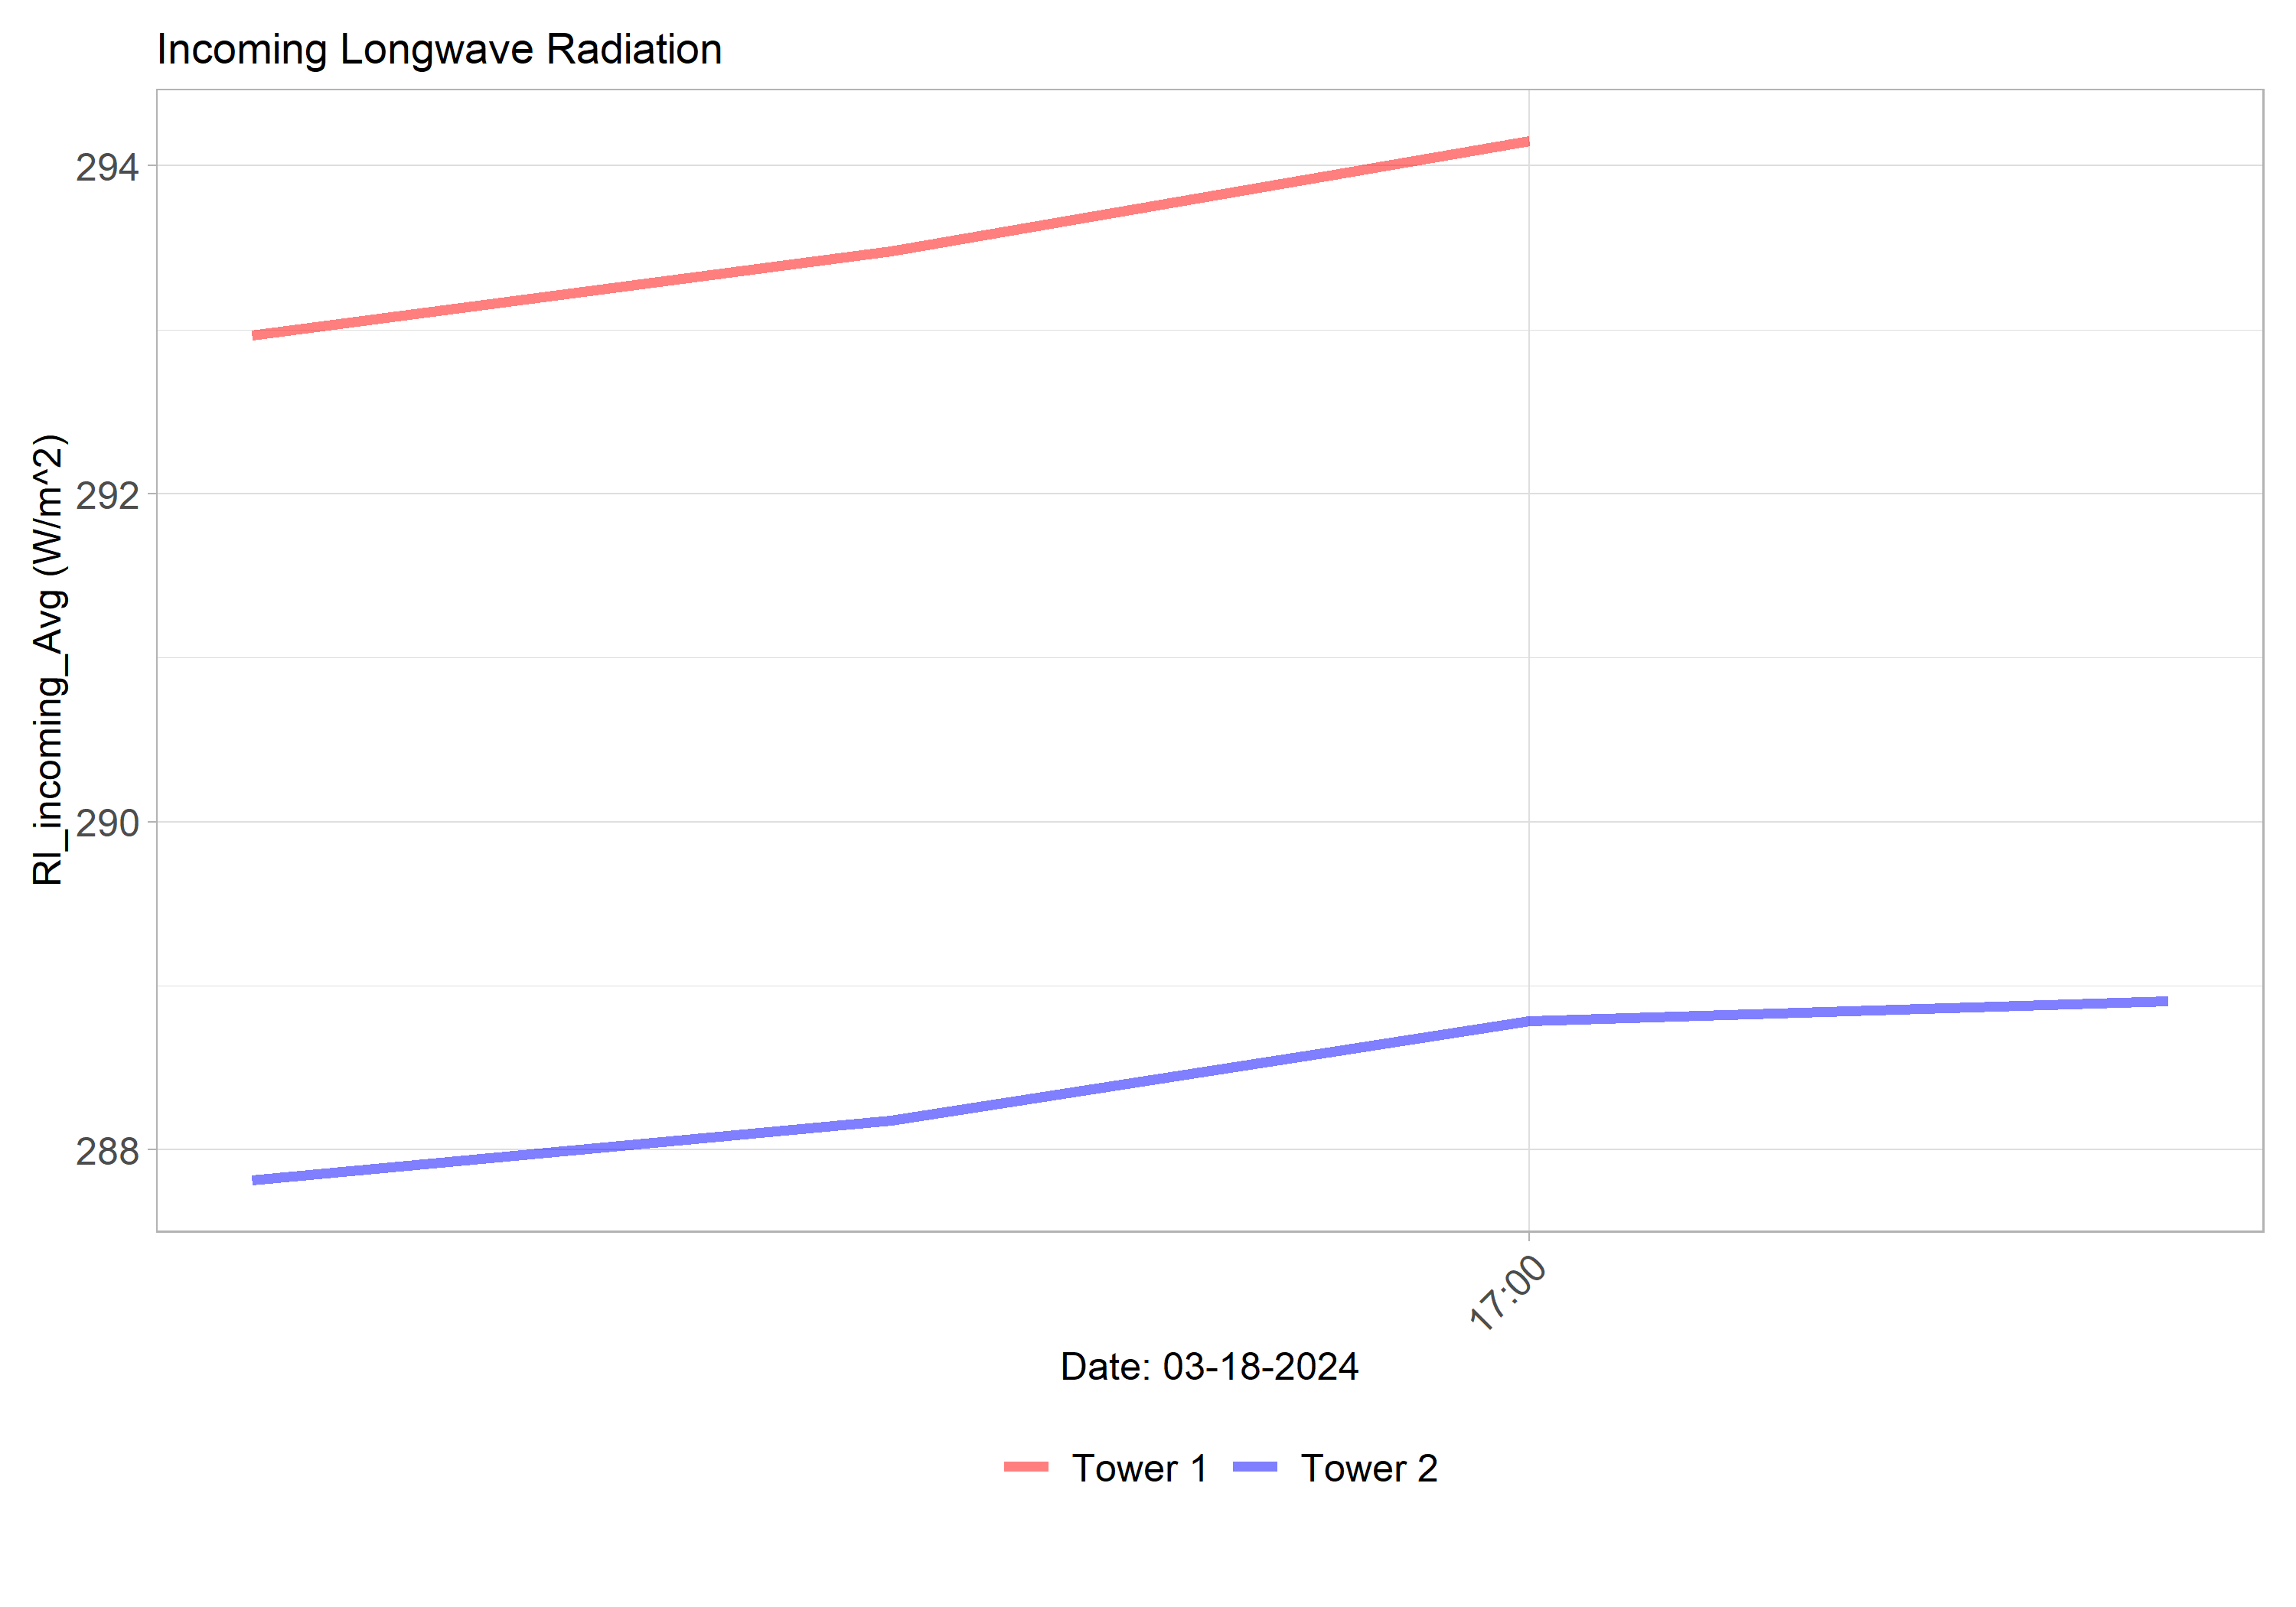 Incoming Longwave Radiation
Rl_incoming_Avg (W/m^2)
294
292
290
288
17:00
Date: 03-18-2024
Tower 1 Tower 2